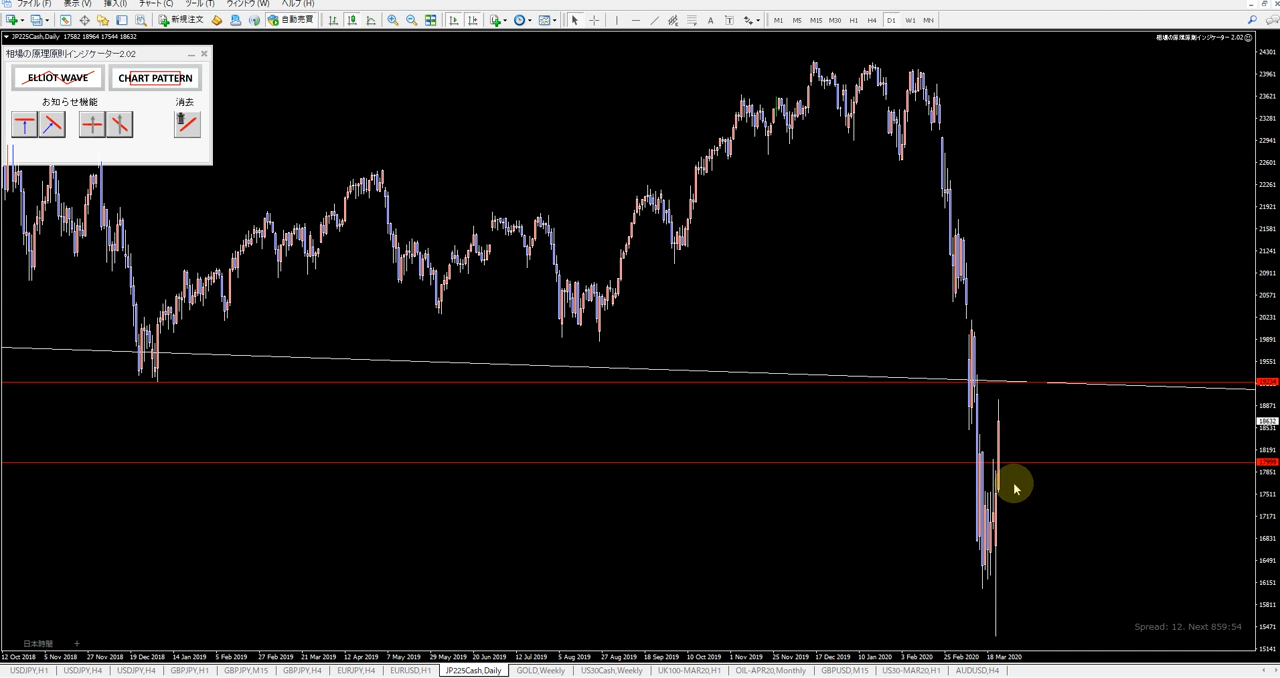 ファイル (F) 表示 (V) 挿入(I) チャート (C) ツール (T) ウィンドウ (W) ヘルプ (H)
新規注文 自動売買 M1 M5 M15 M30 H1 H4 D1 W1 MN
JP225Cash,Daily 17582 18964 17544 18632
相場の原理原則インジケーター 2.02
相場の原理原則インジケーター2.02
ELLIOT WAVE CHART PATTERN
お知らせ機能 消去
24301
23961
23621
23281
22941
22601
22261
21921
21581
21241
20911
20571
20231
19891
19551
18871
18632
18531
18191
17851
17511
17171
16831
16491
16151
15811
15471
15141
Spread: 12. Next 859:54
日本時間 +
12 Oct 2018 5 Nov 2018 27 Nov 2018 19 Dec 2018 14 Jan 2019 5 Feb 2019 27 Feb 2019 21 Mar 2019 12 Apr 2019 7 May 2019 29 May 2019 20 Jun 2019 12 Jul 2019 5 Aug 2019 27 Aug 2019 18 Sep 2019 10 Oct 2019 1 Nov 2019 25 Nov 2019 17 Dec 2019 10 Jan 2020 3 Feb 2020 25 Feb 2020 18 Mar 2020
USDJPY,H1 USDJPY,H4 USDJPY,H4 GBPJPY,H1 GBPJPY,M15 GBPJPY,H4 EURJPY,H4 EURUSD,H1 JP225Cash,Daily GOLD,Weekly US30Cash,Weekly UK100-MAR20,H1 OIL-APR20,Monthly GBPUSD,M15 US30-MAR20,H1 AUDUSD,H4